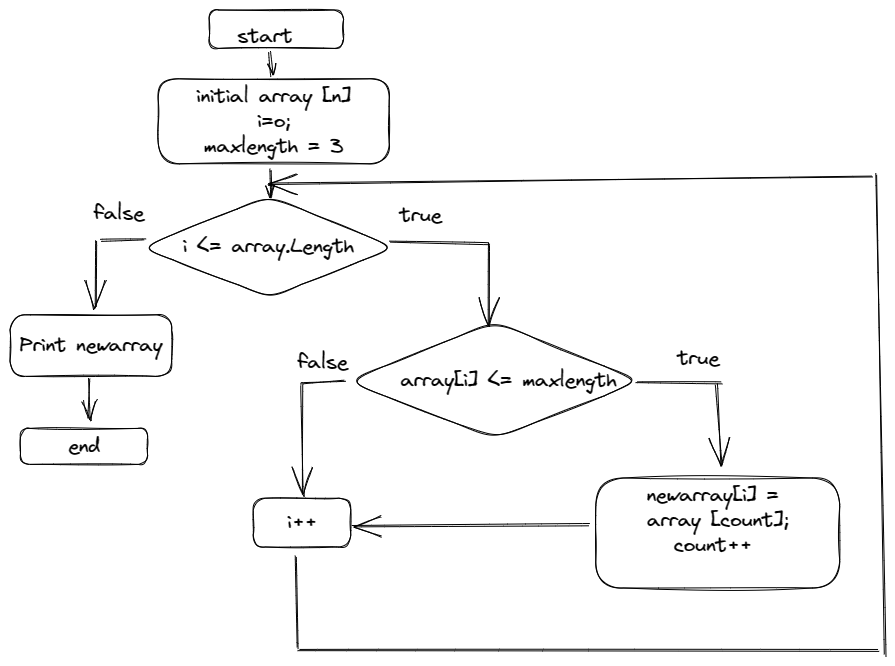 start
initial array [n]
i=0;
maxlength = 3
false
true
i <= array.Length
Print newarray
end
false
true
array[i] <= maxlength
newarray[i] =
array [count];
count++
i++